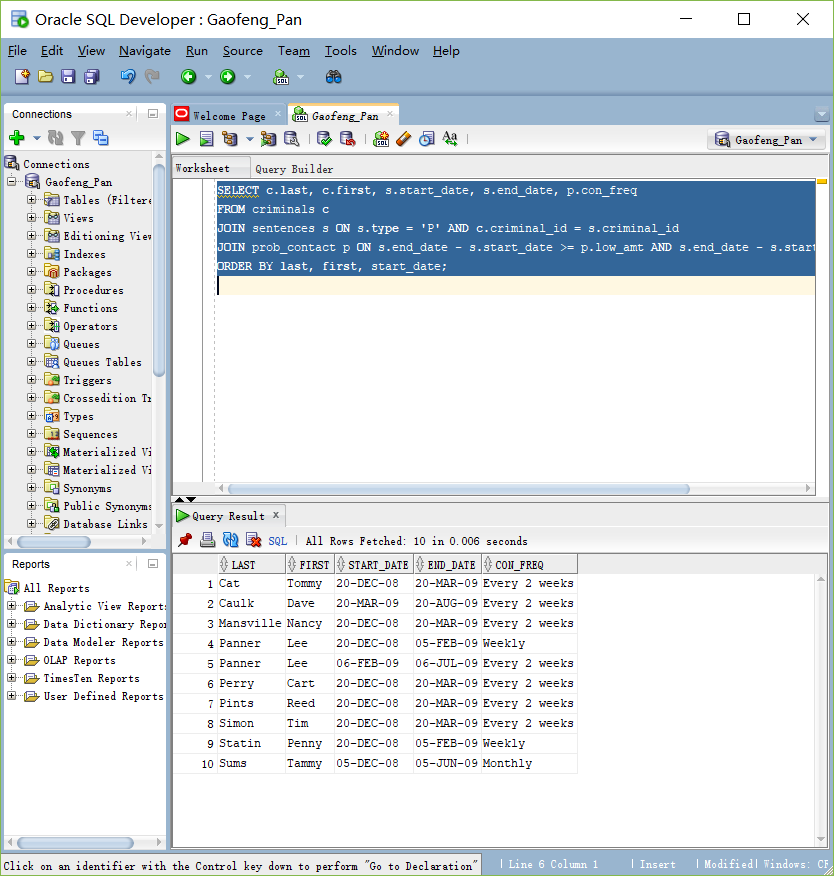 Oracle SQL Developer : Gaofeng_Pan
File Edit View Navigate Run Source Team Tools Window Help
Connections
Welcome Page
Gaofeng_Pan
Gaofeng_Pan
Worksheet Query Builder
Connections
Gaofeng_Pan
Tables (Filtere
Views
Editioning View
Indexes
Packages
Procedures
Functions
Operators
Queues
Queues Tables
Triggers
Crossedition Tr
Types
Sequences
Materialized Vi
Materialized Vi
Synonyms
Public Synonyms
Database Links
SELECT c.last, c.first, s.start_date, s.end_date, p.con_freq
FROM criminals c
JOIN sentences s ON s.type = 'P' AND c.criminal_id = s.criminal_id
JOIN prob_contact p ON s.end_date - s.start_date >= p.low_amt AND s.end_date - s.start
ORDER BY last, first, start_date;
Query Result
SQL | All Rows Fetched: 10 in 0.006 seconds
LAST FIRST START_DATE END_DATE CON_FREQ
1 Cat Tommy 20-DEC-08 20-MAR-09 Every 2 weeks
2 Caulk Dave 20-MAR-09 20-AUG-09 Every 2 weeks
3 Mansville Nancy 20-DEC-08 20-MAR-09 Every 2 weeks
4 Panner Lee 20-DEC-08 05-FEB-09 Weekly
5 Panner Lee 06-FEB-09 06-JUL-09 Every 2 weeks
6 Perry Cart 20-DEC-08 20-MAR-09 Every 2 weeks
7 Pints Reed 20-DEC-08 20-MAR-09 Every 2 weeks
8 Simon Tim 20-DEC-08 20-MAR-09 Every 2 weeks
9 Statin Penny 20-DEC-08 05-FEB-09 Weekly
10 Sums Tammy 05-DEC-08 05-JUN-09 Monthly
Reports
All Reports
Analytic View Reports
Data Dictionary Repor
Data Modeler Reports
OLAP Reports
TimesTen Reports
User Defined Reports
Click on an identifier with the Control key down to perform "Go to Declaration"
| Line 6 Column 1 | Insert | Modified| Windows: CR